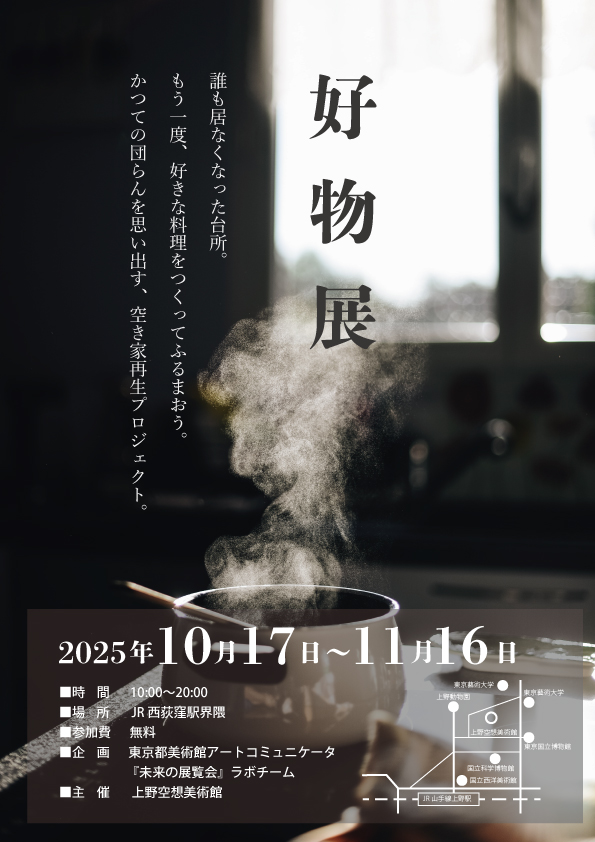 好物展
誰も居なくなった台所。
もう一度、好きな料理をつくってふるまおう。
かつての団らんを思い出す、空き家再生プロジェクト。
2025年10月17日～11月16日
■時　間　10:00～20:00
■場　所　JR西荻窪駅界隈
■参加費　無料
■企　画　東京都美術館アートコミュニケータ
『未来の展覧会』ラボチーム
■主　催　上野空想美術館
東京藝術大学
上野動物園
東京藝術大学
上野空想美術館
東京国立博物館
国立科学博物館
国立西洋美術館
JR山手線上野駅